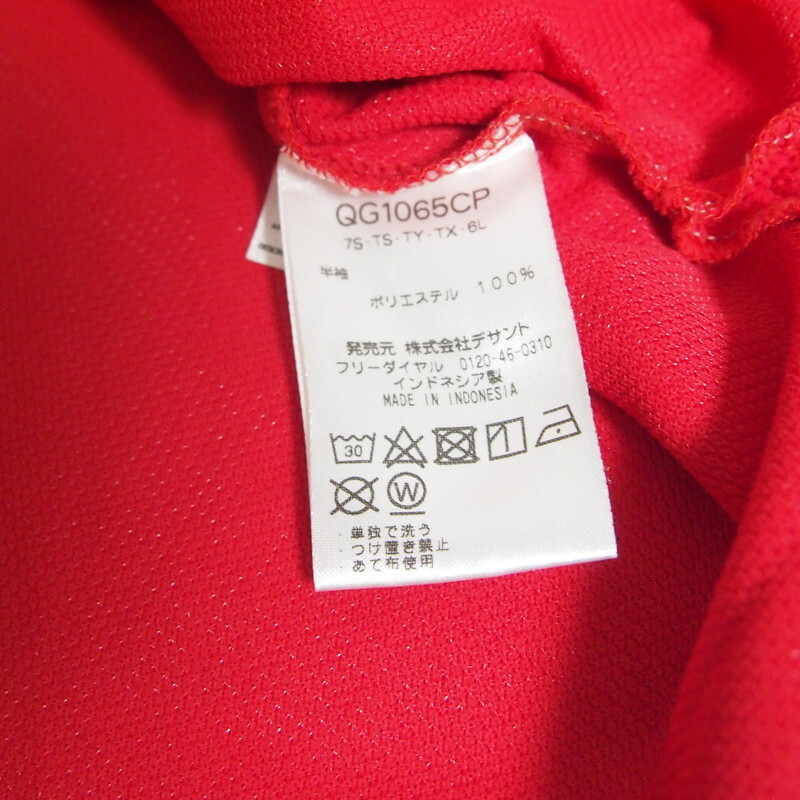 QG1065CP
7S・TS・TY・TX・6L
半袖
ポリエステル 100%
発売元 株式会社デサント
フリーダイヤル 0120-46-0310
インドネシア製
MADE IN INDONESIA
30
W
・単独で洗う
・つけ置き禁止
・あて布使用